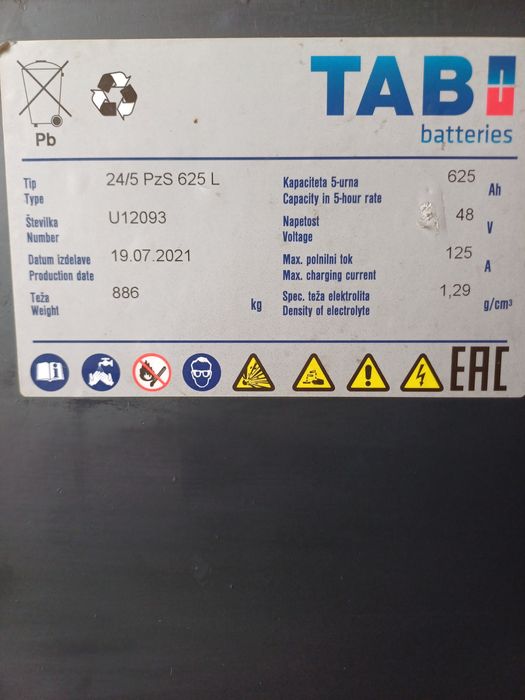 Pb
TAB
batteries
Tip 24/5 PzS 625 L
Type
Številka U12093
Number
Datum izdelave 19.07.2021
Production date
Teža 886 kg
Weight
Kapaciteta 5-urna 625 Ah
Capacity in 5-hour rate
Napetost 48 V
Voltage
Max. polnilni tok 125 A
Max. charging current
Spec. teža elektrolita 1,29 g/cm³
Density of electrolyte
EAC